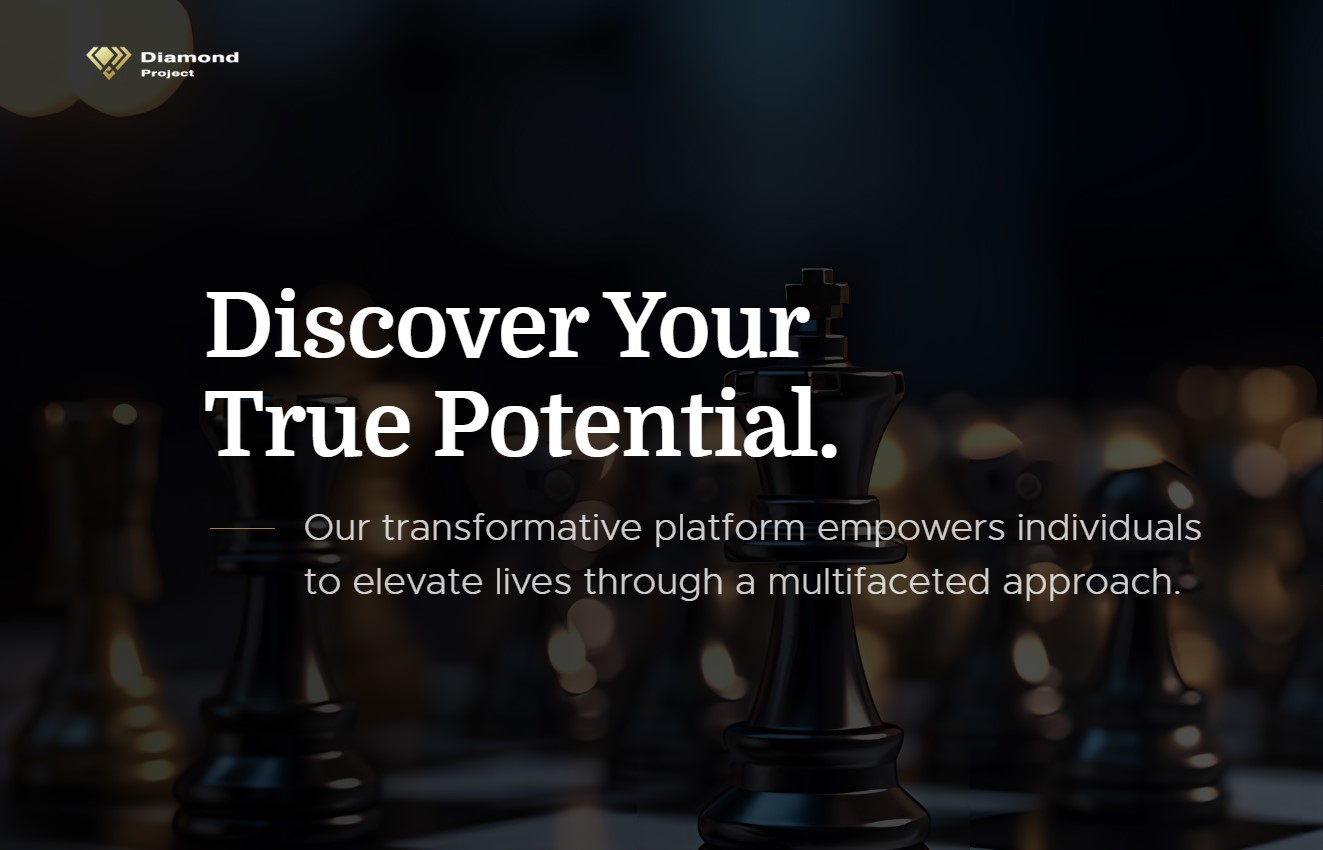 Diamond
Project
Discover Your
True Potential.
Our transformative platform empowers individuals
to elevate lives through a multifaceted approach.